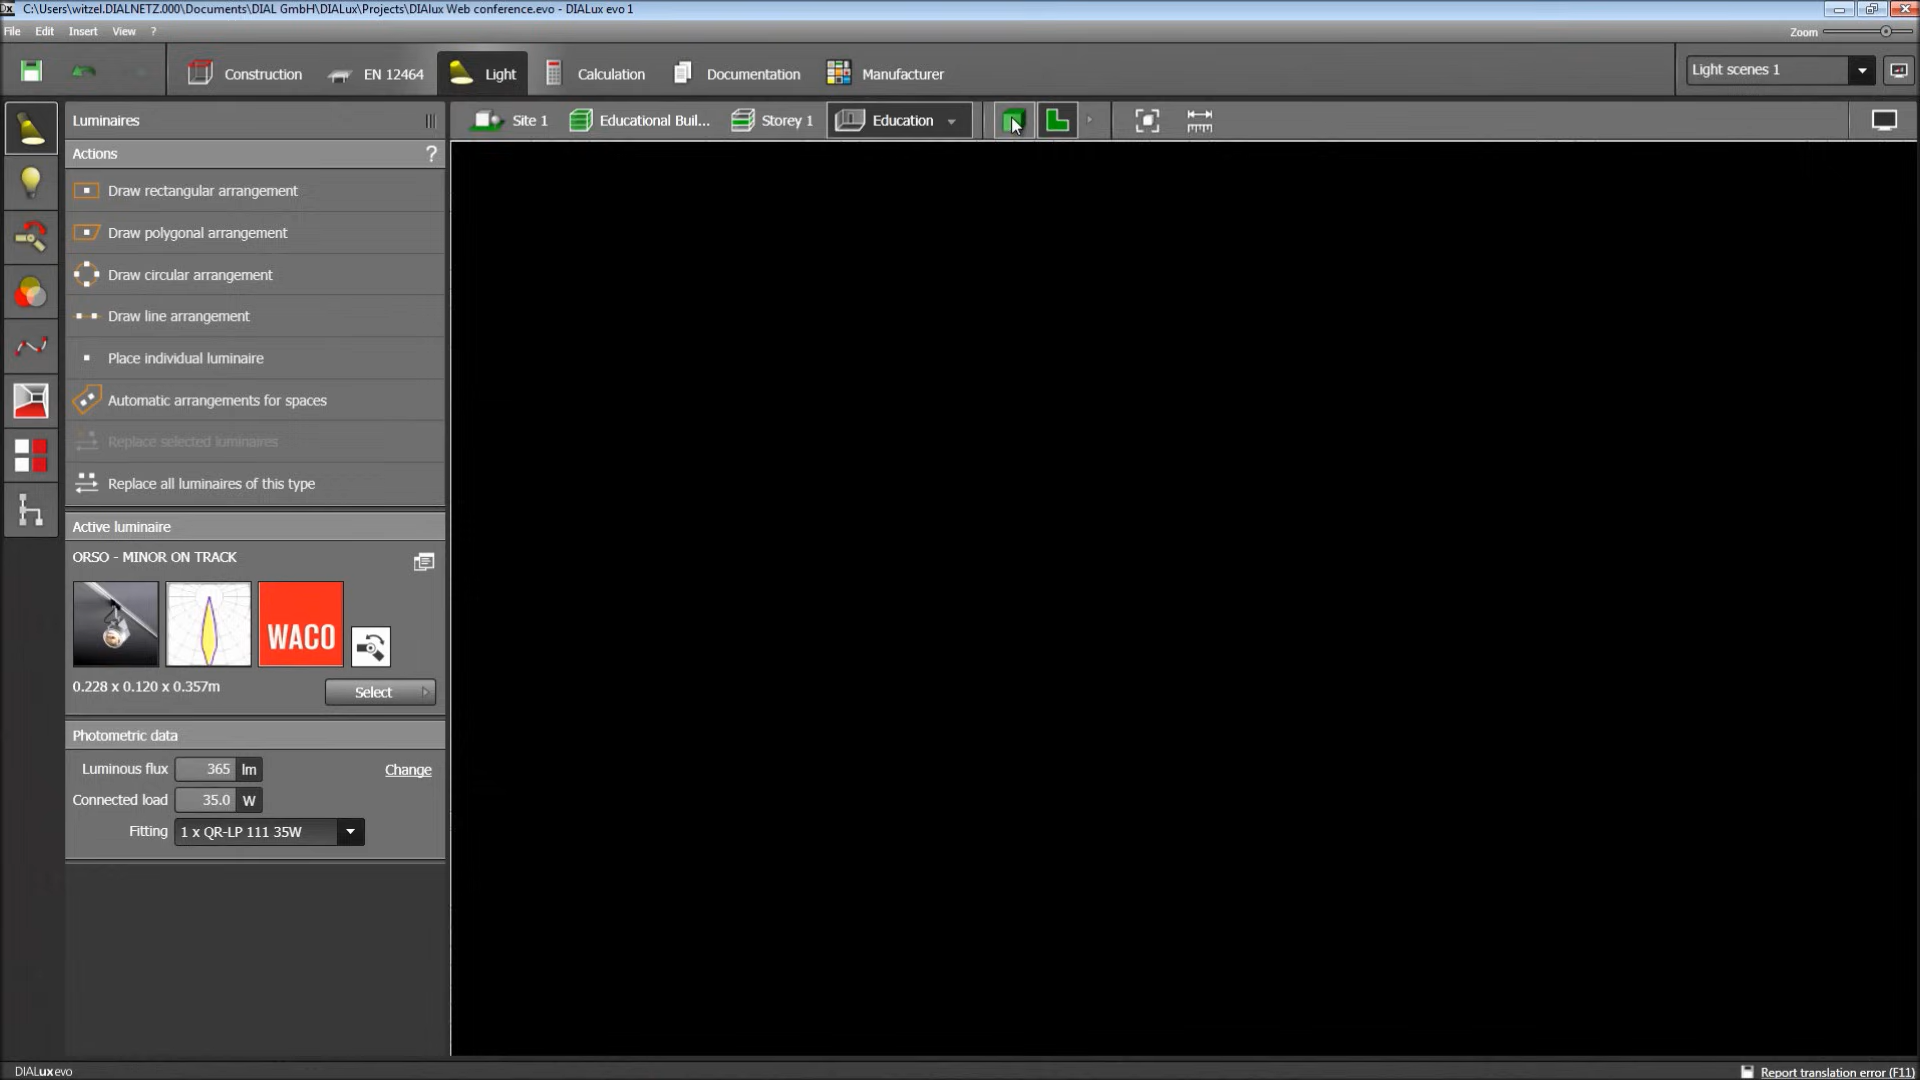 C:\Users\witzel.DIALNETZ.000\Documents\DIAL GmbH\DIALux\Projects\DIAlux Web conference.evo - DIALux evo 1
File Edit Insert View ?
Zoom
Construction EN 12464 Light Calculation Documentation Manufacturer
Light scenes 1
Luminaires
Site 1 Educational Buil... Storey 1 Education
Actions ?
Draw rectangular arrangement
Draw polygonal arrangement
Draw circular arrangement
Draw line arrangement
Place individual luminaire
Automatic arrangements for spaces
Replace selected luminaires
Replace all luminaires of this type
Active luminaire
ORSO - MINOR ON TRACK
WACO
0.228 x 0.120 x 0.357m
Select
Photometric data
Luminous flux 365 lm Change
Connected load 35.0 W
Fitting 1 x QR-LP 111 35W
DIALux evo
Report translation error (F11)